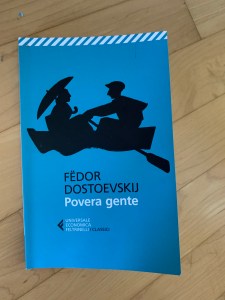 FËDOR
DOSTOEVSKIJ
Povera gente
UNIVERSALE
ECONOMICA
FELTRINELLI CLASSICI